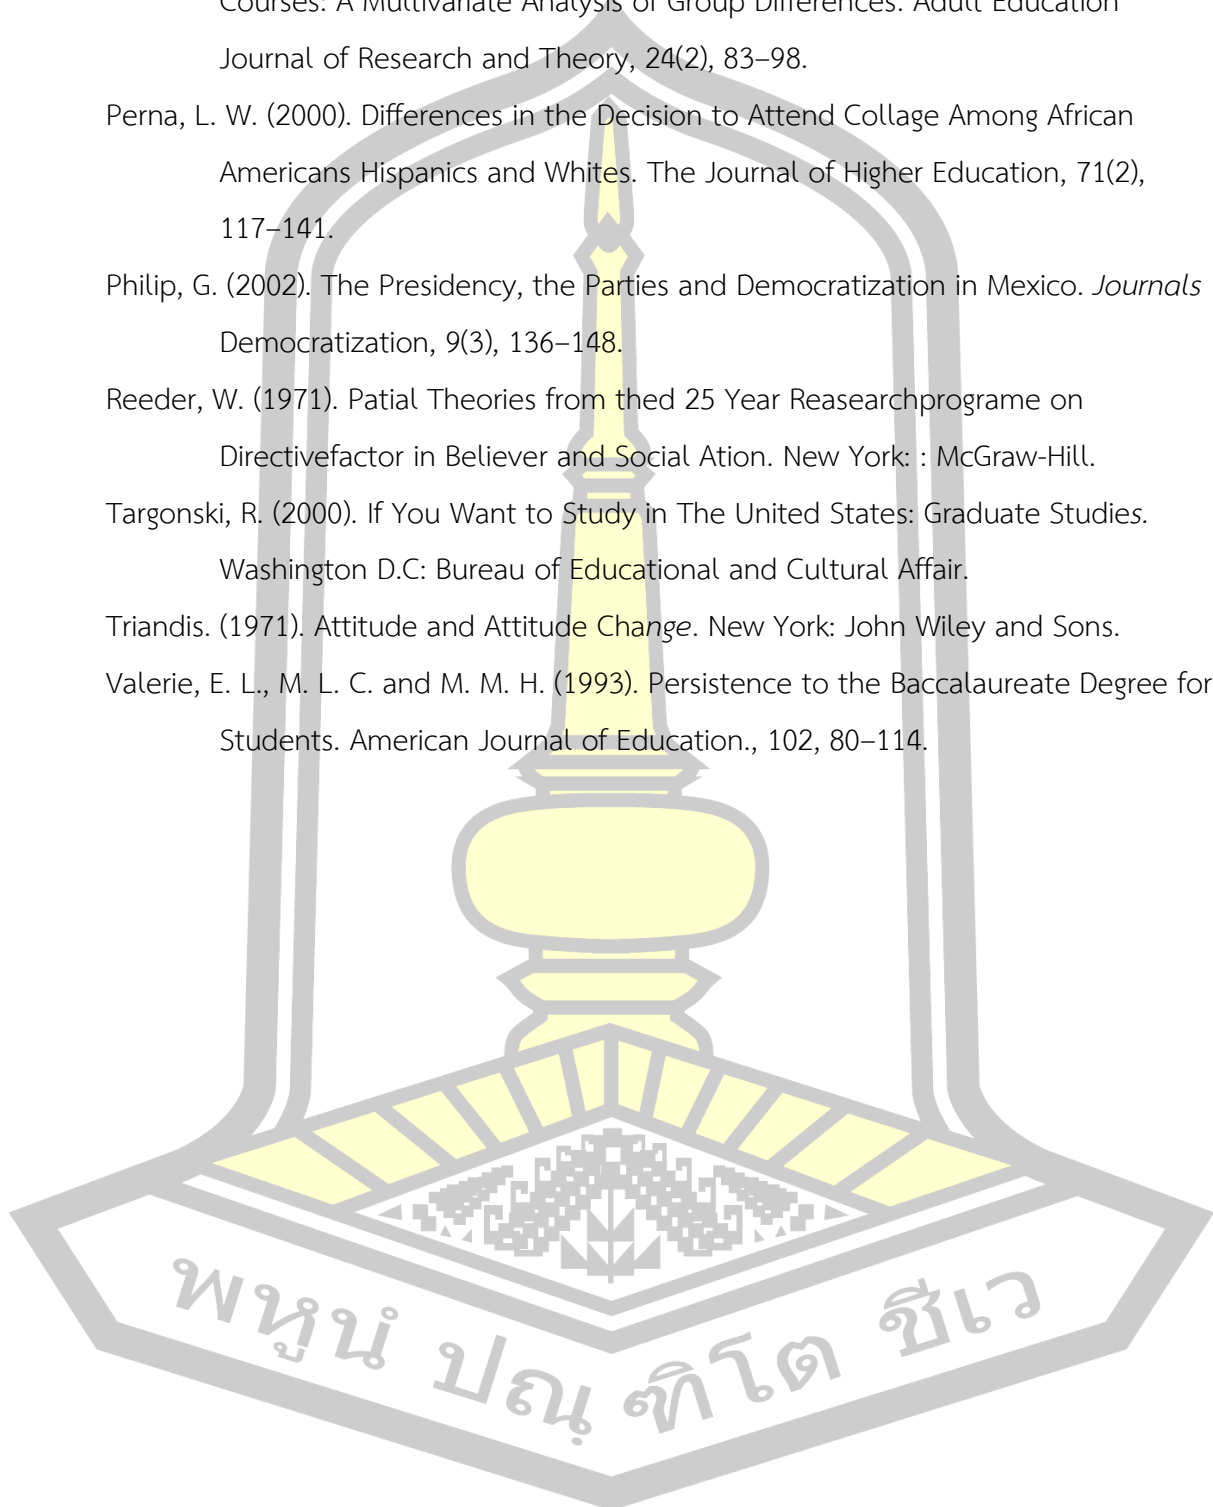 Courses: A Multivariate Analysis of Group Differences. Adult Education
Journal of Research and Theory, 24(2), 83–98.
Perna, L. W. (2000). Differences in the Decision to Attend Collage Among African
Americans Hispanics and Whites. The Journal of Higher Education, 71(2),
117–141.
Philip, G. (2002). The Presidency, the Parties and Democratization in Mexico. Journals
Democratization, 9(3), 136–148.
Reeder, W. (1971). Patial Theories from thed 25 Year Reasearchprograme on
Directivefactor in Believer and Social Ation. New York: : McGraw-Hill.
Targonski, R. (2000). If You Want to Study in The United States: Graduate Studies.
Washington D.C: Bureau of Educational and Cultural Affair.
Triandis. (1971). Attitude and Attitude Change. New York: John Wiley and Sons.
Valerie, E. L., M. L. C. and M. M. H. (1993). Persistence to the Baccalaureate Degree for
Students. American Journal of Education., 102, 80–114.
พหูนํ ปณฺฑิโต ชีเว